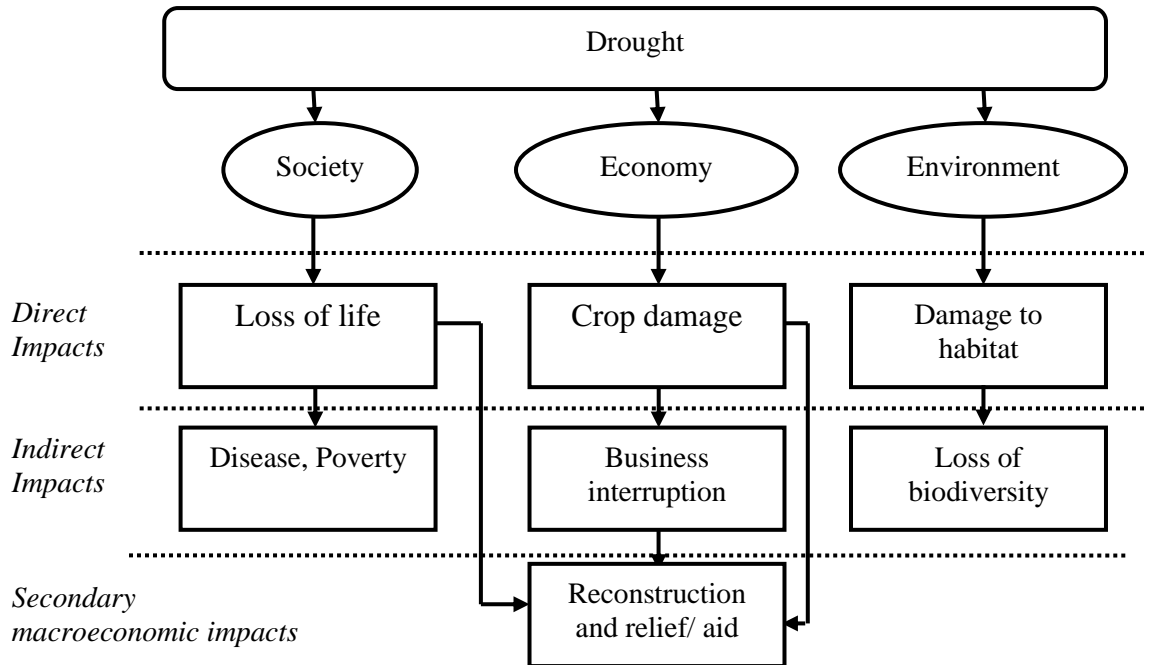 Drought
Society
Economy
Environment
Direct
Impacts
Loss of life
Crop damage
Damage to
habitat
Indirect
Impacts
Disease, Poverty
Business
interruption
Loss of
biodiversity
Secondary
macroeconomic impacts
Reconstruction
and relief/ aid